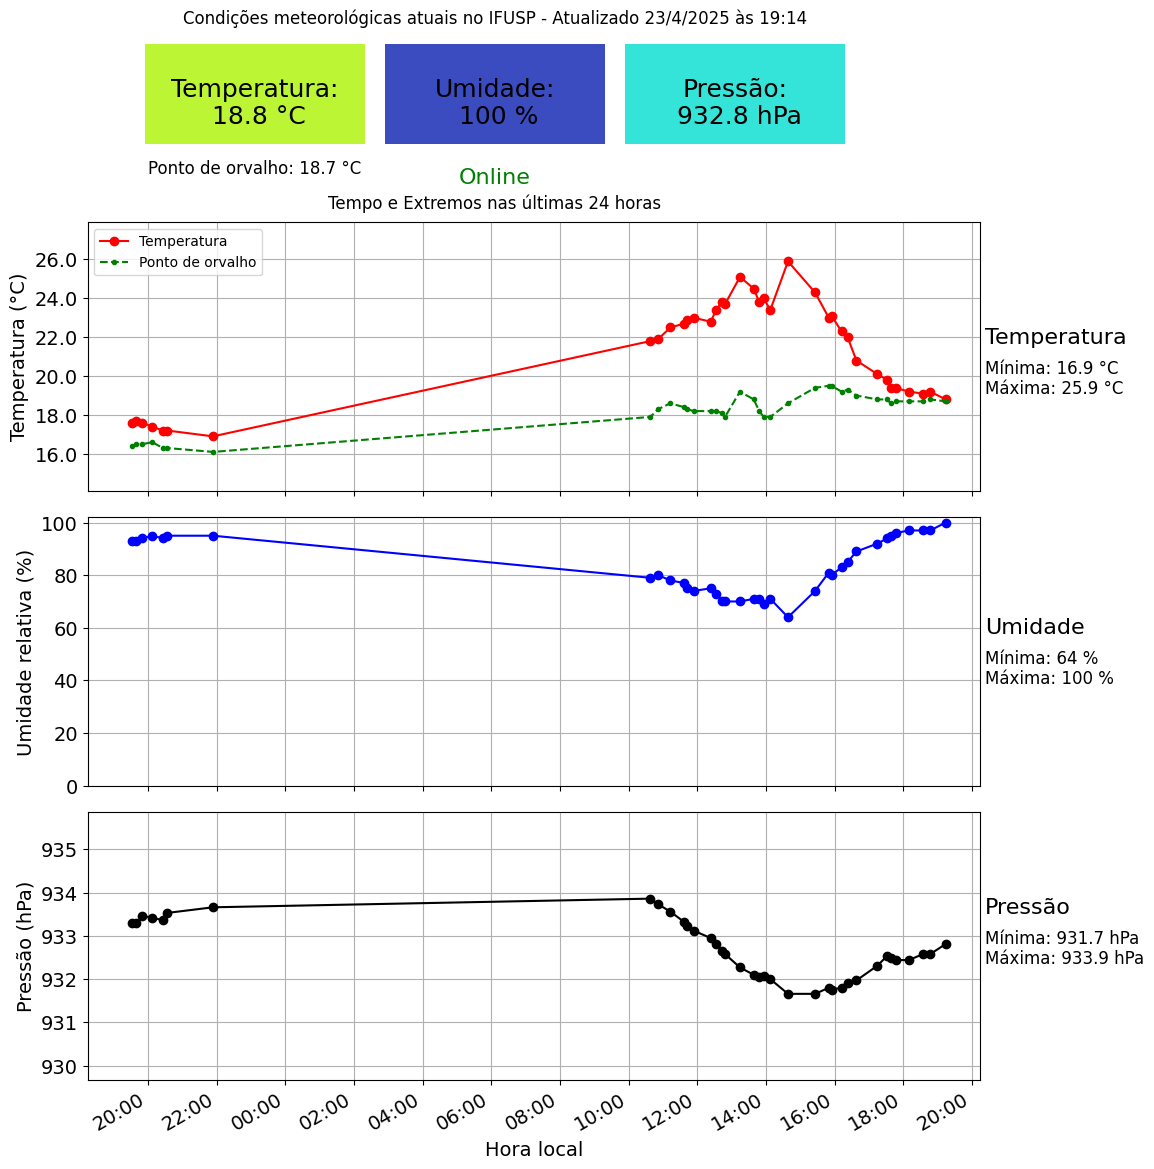 Condições meteorológicas atuais no IFUSP - Atualizado 23/4/2025 às 19:14
Temperatura:
18.8 °C
Umidade:
100 %
Pressão:
932.8 hPa
Ponto de orvalho: 18.7 °C
Online
Tempo e Extremos nas últimas 24 horas
Temperatura
Ponto de orvalho
Temperatura (°C)
26.0
24.0
22.0
20.0
18.0
16.0
Temperatura
Mínima: 16.9 °C
Máxima: 25.9 °C
Umidade relativa (%)
100
80
60
40
20
0
Umidade
Mínima: 64 %
Máxima: 100 %
Pressão (hPa)
935
934
933
932
931
930
Pressão
Mínima: 931.7 hPa
Máxima: 933.9 hPa
20:00 22:00 00:00 02:00 04:00 06:00 08:00 10:00 12:00 14:00 16:00 18:00 20:00
Hora local